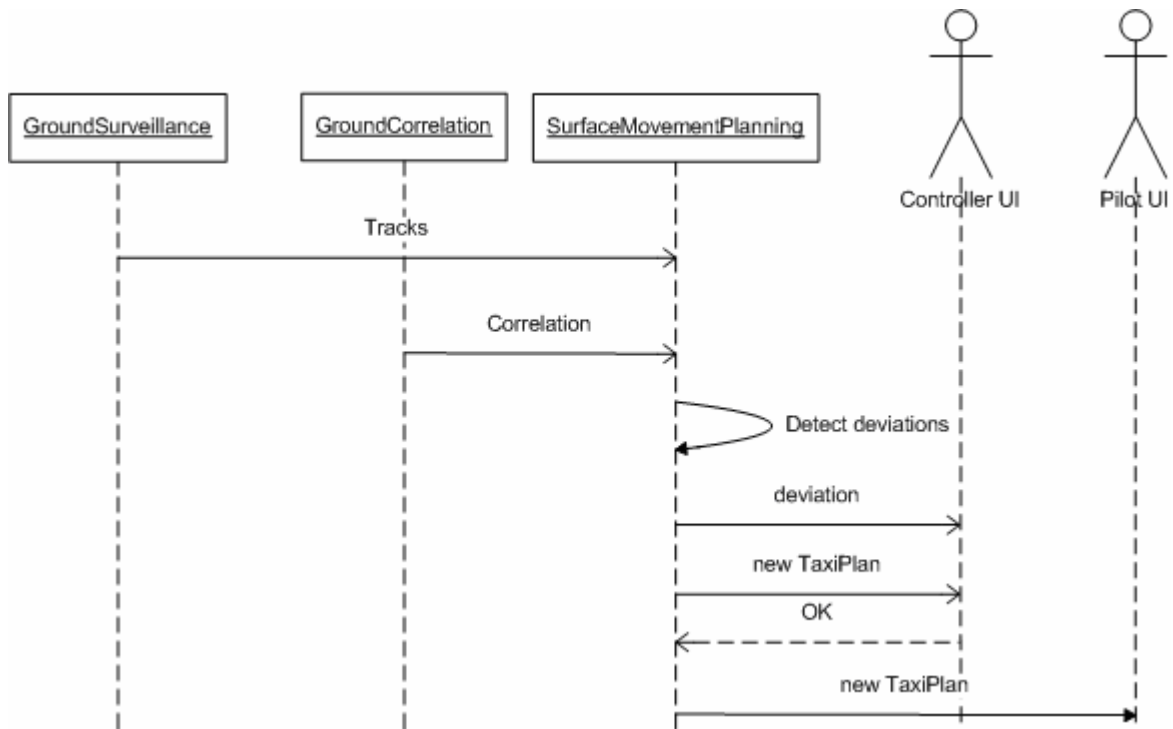 GroundSurveillance
GroundCorrelation
SurfaceMovementPlanning
Controller UI
Pilot UI
Tracks
Correlation
Detect deviations
deviation
new TaxiPlan
OK
new TaxiPlan